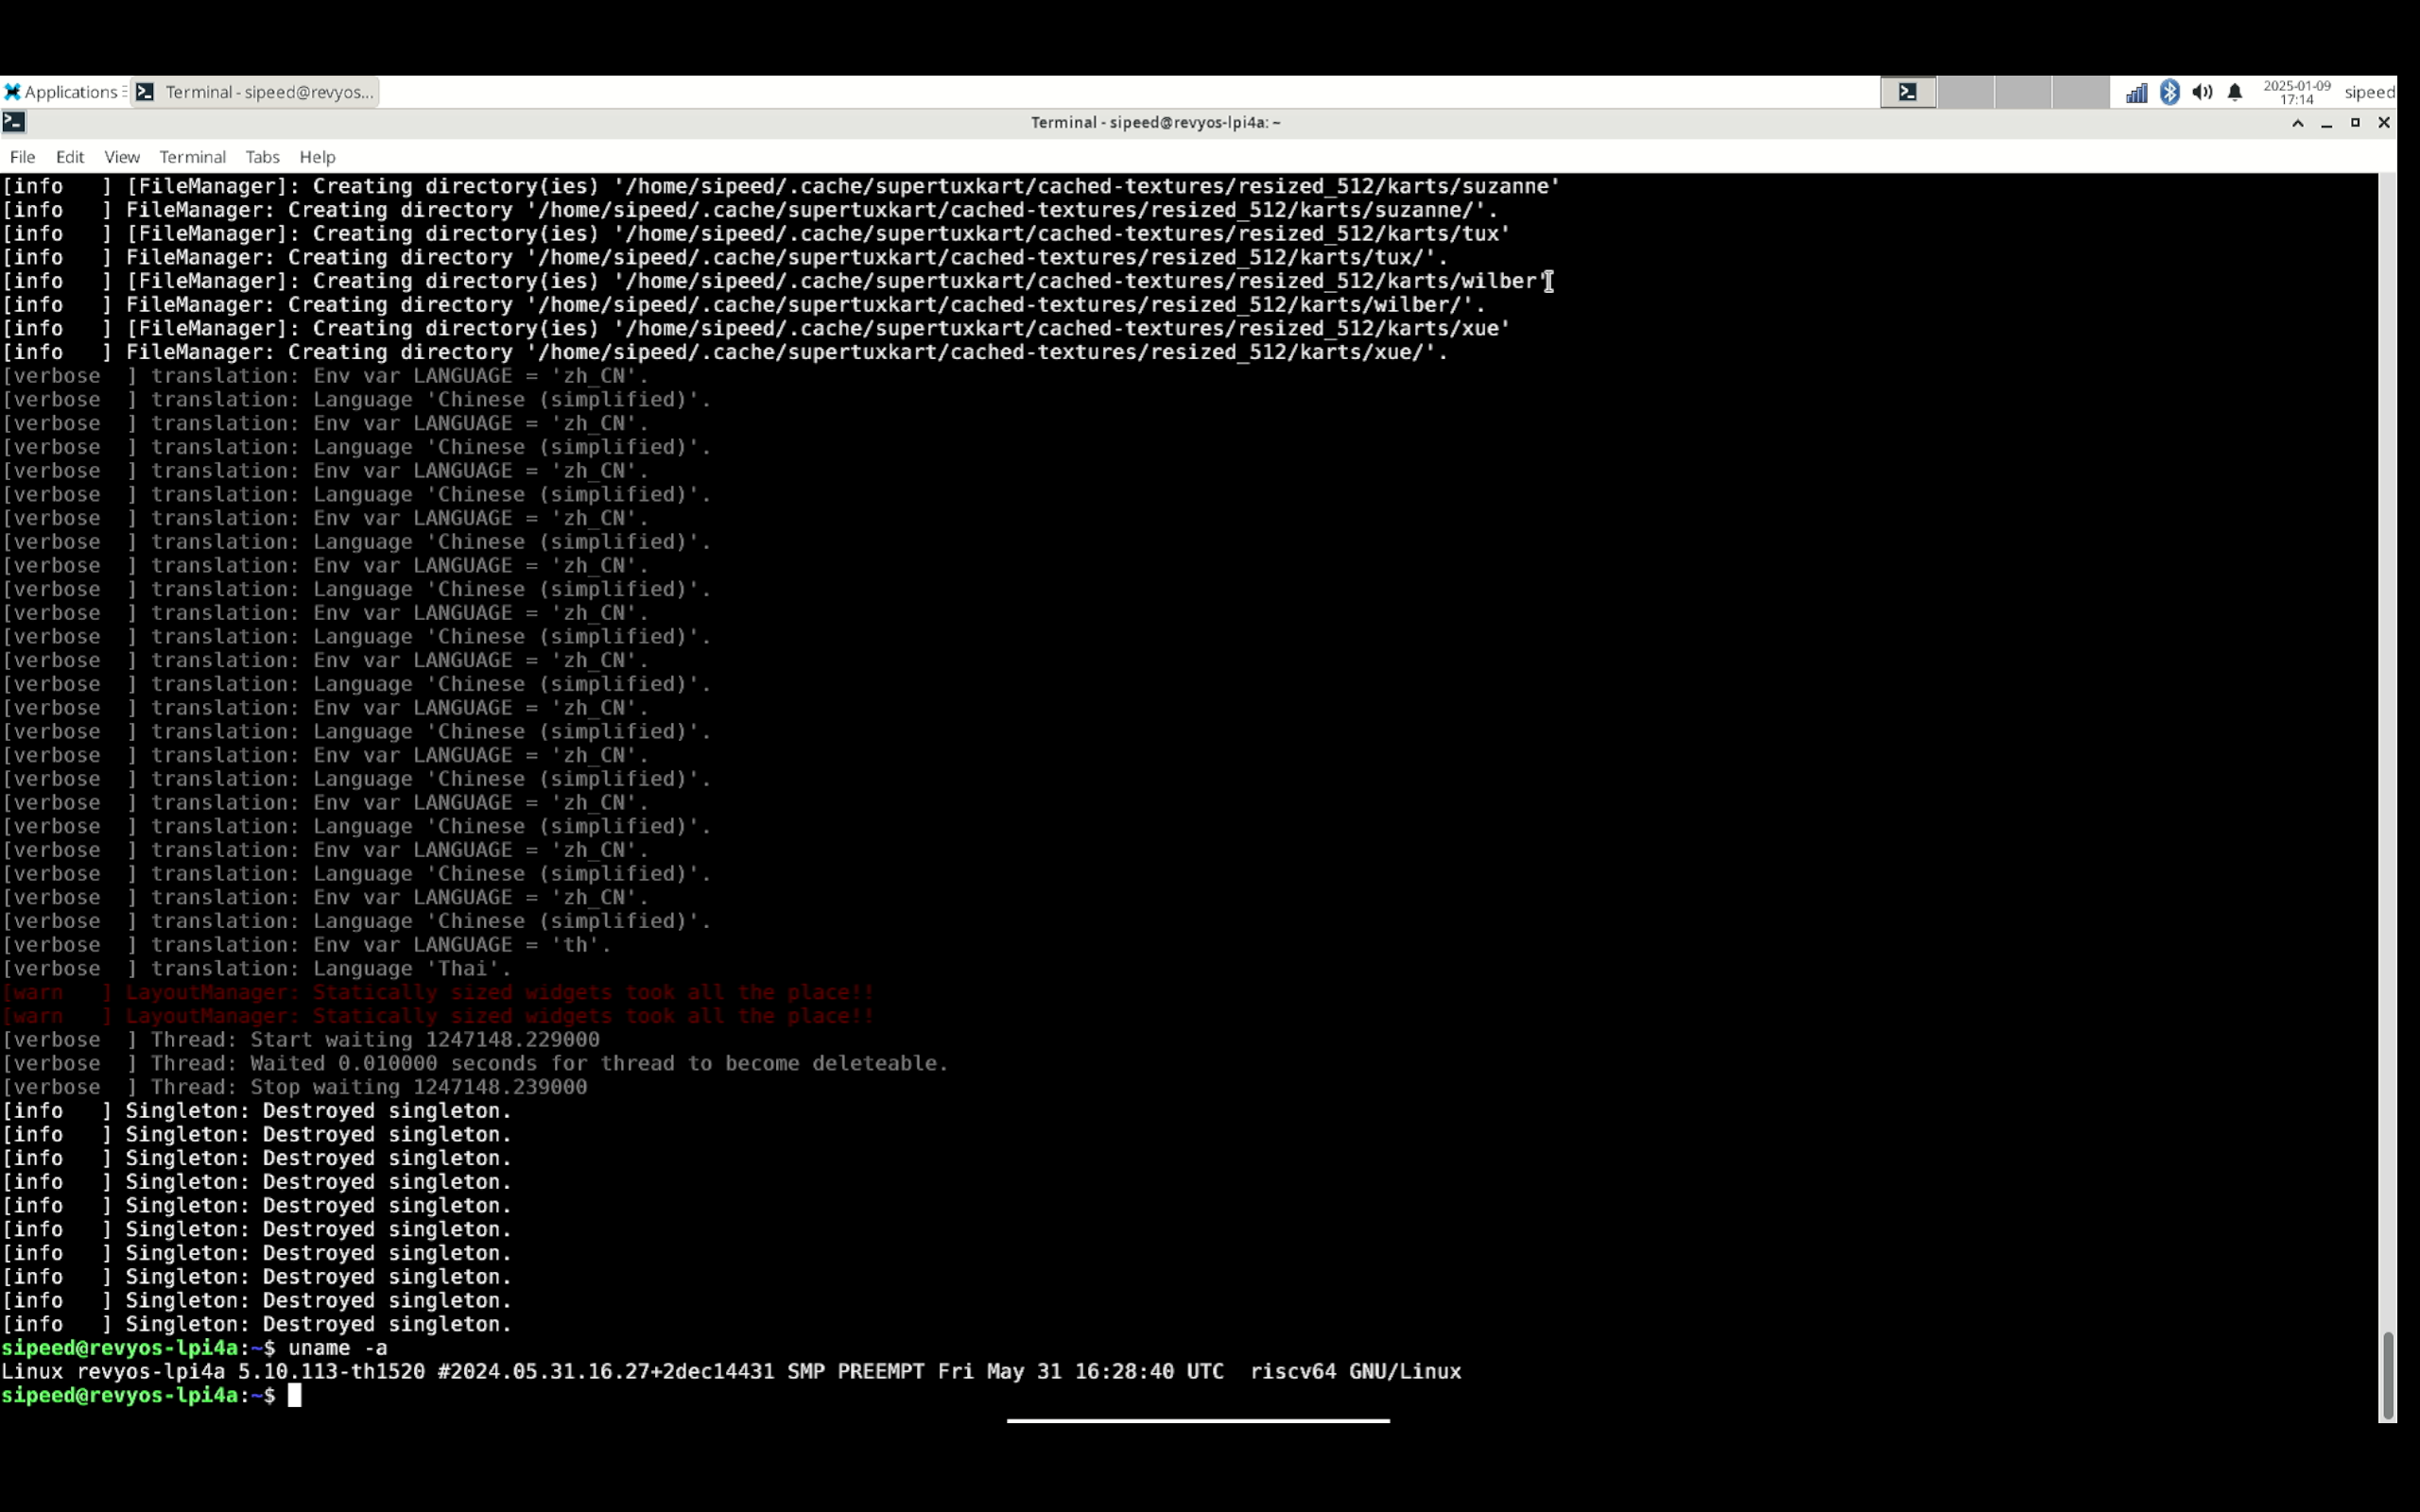 Applications
Terminal - sipeed@revyos...
2025-01-09
17:14
sipeed
Terminal - sipeed@revyos-lpi4a: ~
File Edit View Terminal Tabs Help
[info   ] [FileManager]: Creating directory(ies) '/home/sipeed/.cache/supertuxkart/cached-textures/resized_512/karts/suzanne'
[info   ] FileManager: Creating directory '/home/sipeed/.cache/supertuxkart/cached-textures/resized_512/karts/suzanne/'.
[info   ] [FileManager]: Creating directory(ies) '/home/sipeed/.cache/supertuxkart/cached-textures/resized_512/karts/tux'
[info   ] FileManager: Creating directory '/home/sipeed/.cache/supertuxkart/cached-textures/resized_512/karts/tux/'.
[info   ] [FileManager]: Creating directory(ies) '/home/sipeed/.cache/supertuxkart/cached-textures/resized_512/karts/wilber'
[info   ] FileManager: Creating directory '/home/sipeed/.cache/supertuxkart/cached-textures/resized_512/karts/wilber/'.
[info   ] [FileManager]: Creating directory(ies) '/home/sipeed/.cache/supertuxkart/cached-textures/resized_512/karts/xue'
[info   ] FileManager: Creating directory '/home/sipeed/.cache/supertuxkart/cached-textures/resized_512/karts/xue/'.
[verbose  ] translation: Env var LANGUAGE = 'zh_CN'.
[verbose  ] translation: Language 'Chinese (simplified)'.
[verbose  ] translation: Env var LANGUAGE = 'zh_CN'.
[verbose  ] translation: Language 'Chinese (simplified)'.
[verbose  ] translation: Env var LANGUAGE = 'zh_CN'.
[verbose  ] translation: Language 'Chinese (simplified)'.
[verbose  ] translation: Env var LANGUAGE = 'zh_CN'.
[verbose  ] translation: Language 'Chinese (simplified)'.
[verbose  ] translation: Env var LANGUAGE = 'zh_CN'.
[verbose  ] translation: Language 'Chinese (simplified)'.
[verbose  ] translation: Env var LANGUAGE = 'zh_CN'.
[verbose  ] translation: Language 'Chinese (simplified)'.
[verbose  ] translation: Env var LANGUAGE = 'zh_CN'.
[verbose  ] translation: Language 'Chinese (simplified)'.
[verbose  ] translation: Env var LANGUAGE = 'zh_CN'.
[verbose  ] translation: Language 'Chinese (simplified)'.
[verbose  ] translation: Env var LANGUAGE = 'zh_CN'.
[verbose  ] translation: Language 'Chinese (simplified)'.
[verbose  ] translation: Env var LANGUAGE = 'zh_CN'.
[verbose  ] translation: Language 'Chinese (simplified)'.
[verbose  ] translation: Env var LANGUAGE = 'zh_CN'.
[verbose  ] translation: Language 'Chinese (simplified)'.
[verbose  ] translation: Env var LANGUAGE = 'zh_CN'.
[verbose  ] translation: Language 'Chinese (simplified)'.
[verbose  ] translation: Env var LANGUAGE = 'th'.
[verbose  ] translation: Language 'Thai'.
[warn   ] LayoutManager: Statically sized widgets took all the place!!
[warn   ] LayoutManager: Statically sized widgets took all the place!!
[verbose  ] Thread: Start waiting 1247148.229000
[verbose  ] Thread: Waited 0.010000 seconds for thread to become deleteable.
[verbose  ] Thread: Stop waiting 1247148.239000
[info   ] Singleton: Destroyed singleton.
[info   ] Singleton: Destroyed singleton.
[info   ] Singleton: Destroyed singleton.
[info   ] Singleton: Destroyed singleton.
[info   ] Singleton: Destroyed singleton.
[info   ] Singleton: Destroyed singleton.
[info   ] Singleton: Destroyed singleton.
[info   ] Singleton: Destroyed singleton.
[info   ] Singleton: Destroyed singleton.
[info   ] Singleton: Destroyed singleton.
sipeed@revyos-lpi4a:~$ uname -a
Linux revyos-lpi4a 5.10.113-th1520 #2024.05.31.16.27+2dec14431 SMP PREEMPT Fri May 31 16:28:40 UTC  riscv64 GNU/Linux
sipeed@revyos-lpi4a:~$